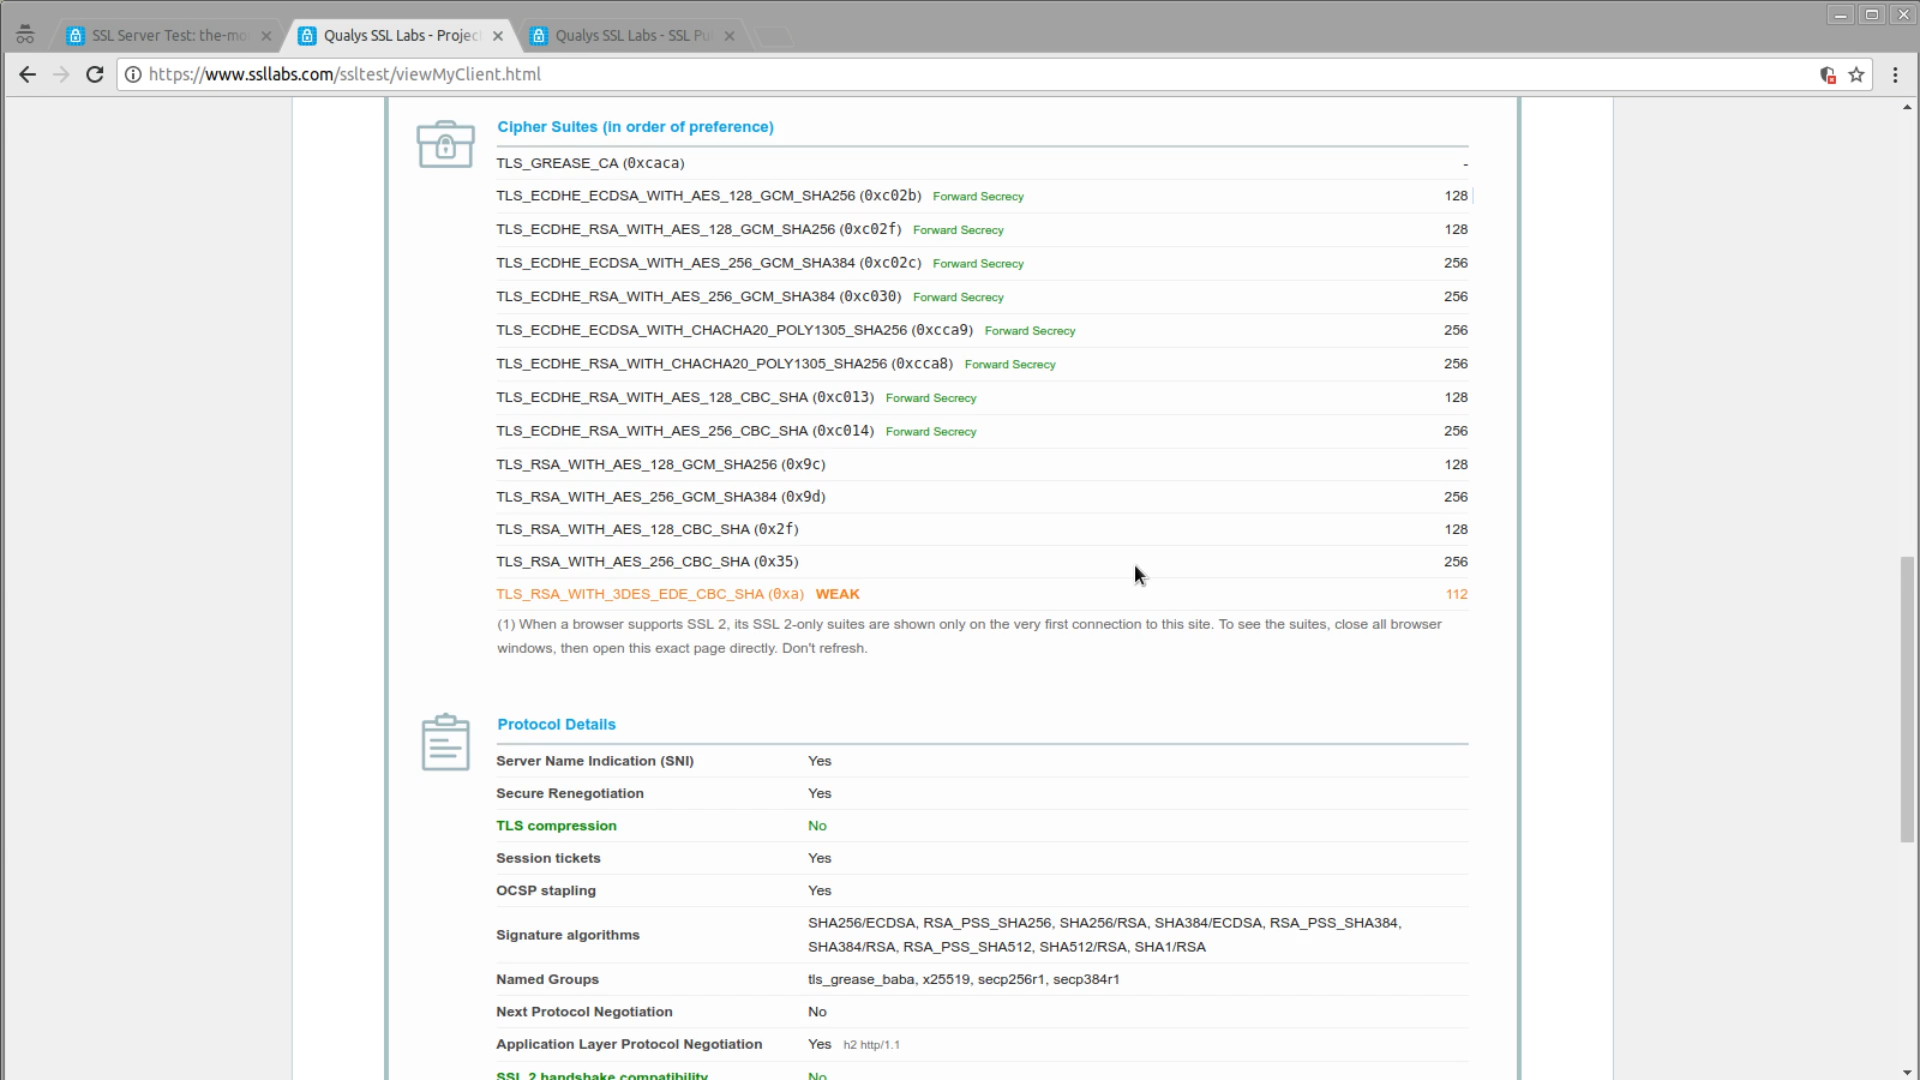 SSL Server Test: the-mo
Qualys SSL Labs - Projec
Qualys SSL Labs - SSL Pu
https://www.ssllabs.com/ssltest/viewMyClient.html
Cipher Suites (in order of preference)
TLS_GREASE_CA (0xcaca) -
TLS_ECDHE_ECDSA_WITH_AES_128_GCM_SHA256 (0xc02b) Forward Secrecy 128
TLS_ECDHE_RSA_WITH_AES_128_GCM_SHA256 (0xc02f) Forward Secrecy 128
TLS_ECDHE_ECDSA_WITH_AES_256_GCM_SHA384 (0xc02c) Forward Secrecy 256
TLS_ECDHE_RSA_WITH_AES_256_GCM_SHA384 (0xc030) Forward Secrecy 256
TLS_ECDHE_ECDSA_WITH_CHACHA20_POLY1305_SHA256 (0xcca9) Forward Secrecy 256
TLS_ECDHE_RSA_WITH_CHACHA20_POLY1305_SHA256 (0xcca8) Forward Secrecy 256
TLS_ECDHE_RSA_WITH_AES_128_CBC_SHA (0xc013) Forward Secrecy 128
TLS_ECDHE_RSA_WITH_AES_256_CBC_SHA (0xc014) Forward Secrecy 256
TLS_RSA_WITH_AES_128_GCM_SHA256 (0x9c) 128
TLS_RSA_WITH_AES_256_GCM_SHA384 (0x9d) 256
TLS_RSA_WITH_AES_128_CBC_SHA (0x2f) 128
TLS_RSA_WITH_AES_256_CBC_SHA (0x35) 256
TLS_RSA_WITH_3DES_EDE_CBC_SHA (0xa) WEAK 112
(1) When a browser supports SSL 2, its SSL 2-only suites are shown only on the very first connection to this site. To see the suites, close all browser
windows, then open this exact page directly. Don't refresh.
Protocol Details
Server Name Indication (SNI) Yes
Secure Renegotiation Yes
TLS compression No
Session tickets Yes
OCSP stapling Yes
Signature algorithms SHA256/ECDSA, RSA_PSS_SHA256, SHA256/RSA, SHA384/ECDSA, RSA_PSS_SHA384,
SHA384/RSA, RSA_PSS_SHA512, SHA512/RSA, SHA1/RSA
Named Groups tls_grease_baba, x25519, secp256r1, secp384r1
Next Protocol Negotiation No
Application Layer Protocol Negotiation Yes h2 http/1.1
SSL 2 handshake compatibility No